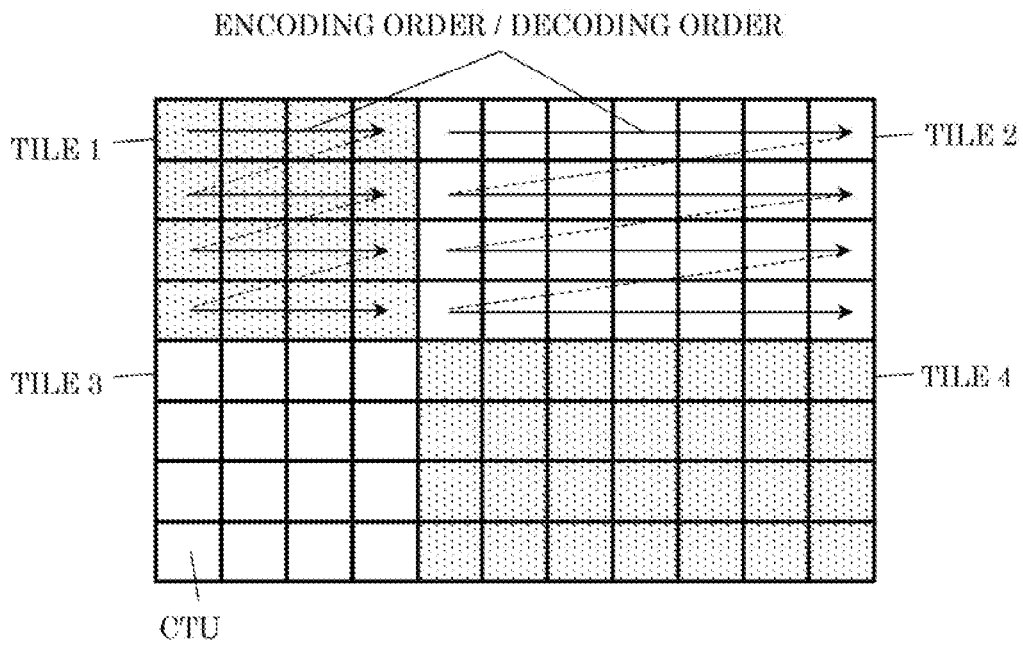 ENCODING ORDER / DECODING ORDER
TILE 1
TILE 2
TILE 3
TILE 4
CTU